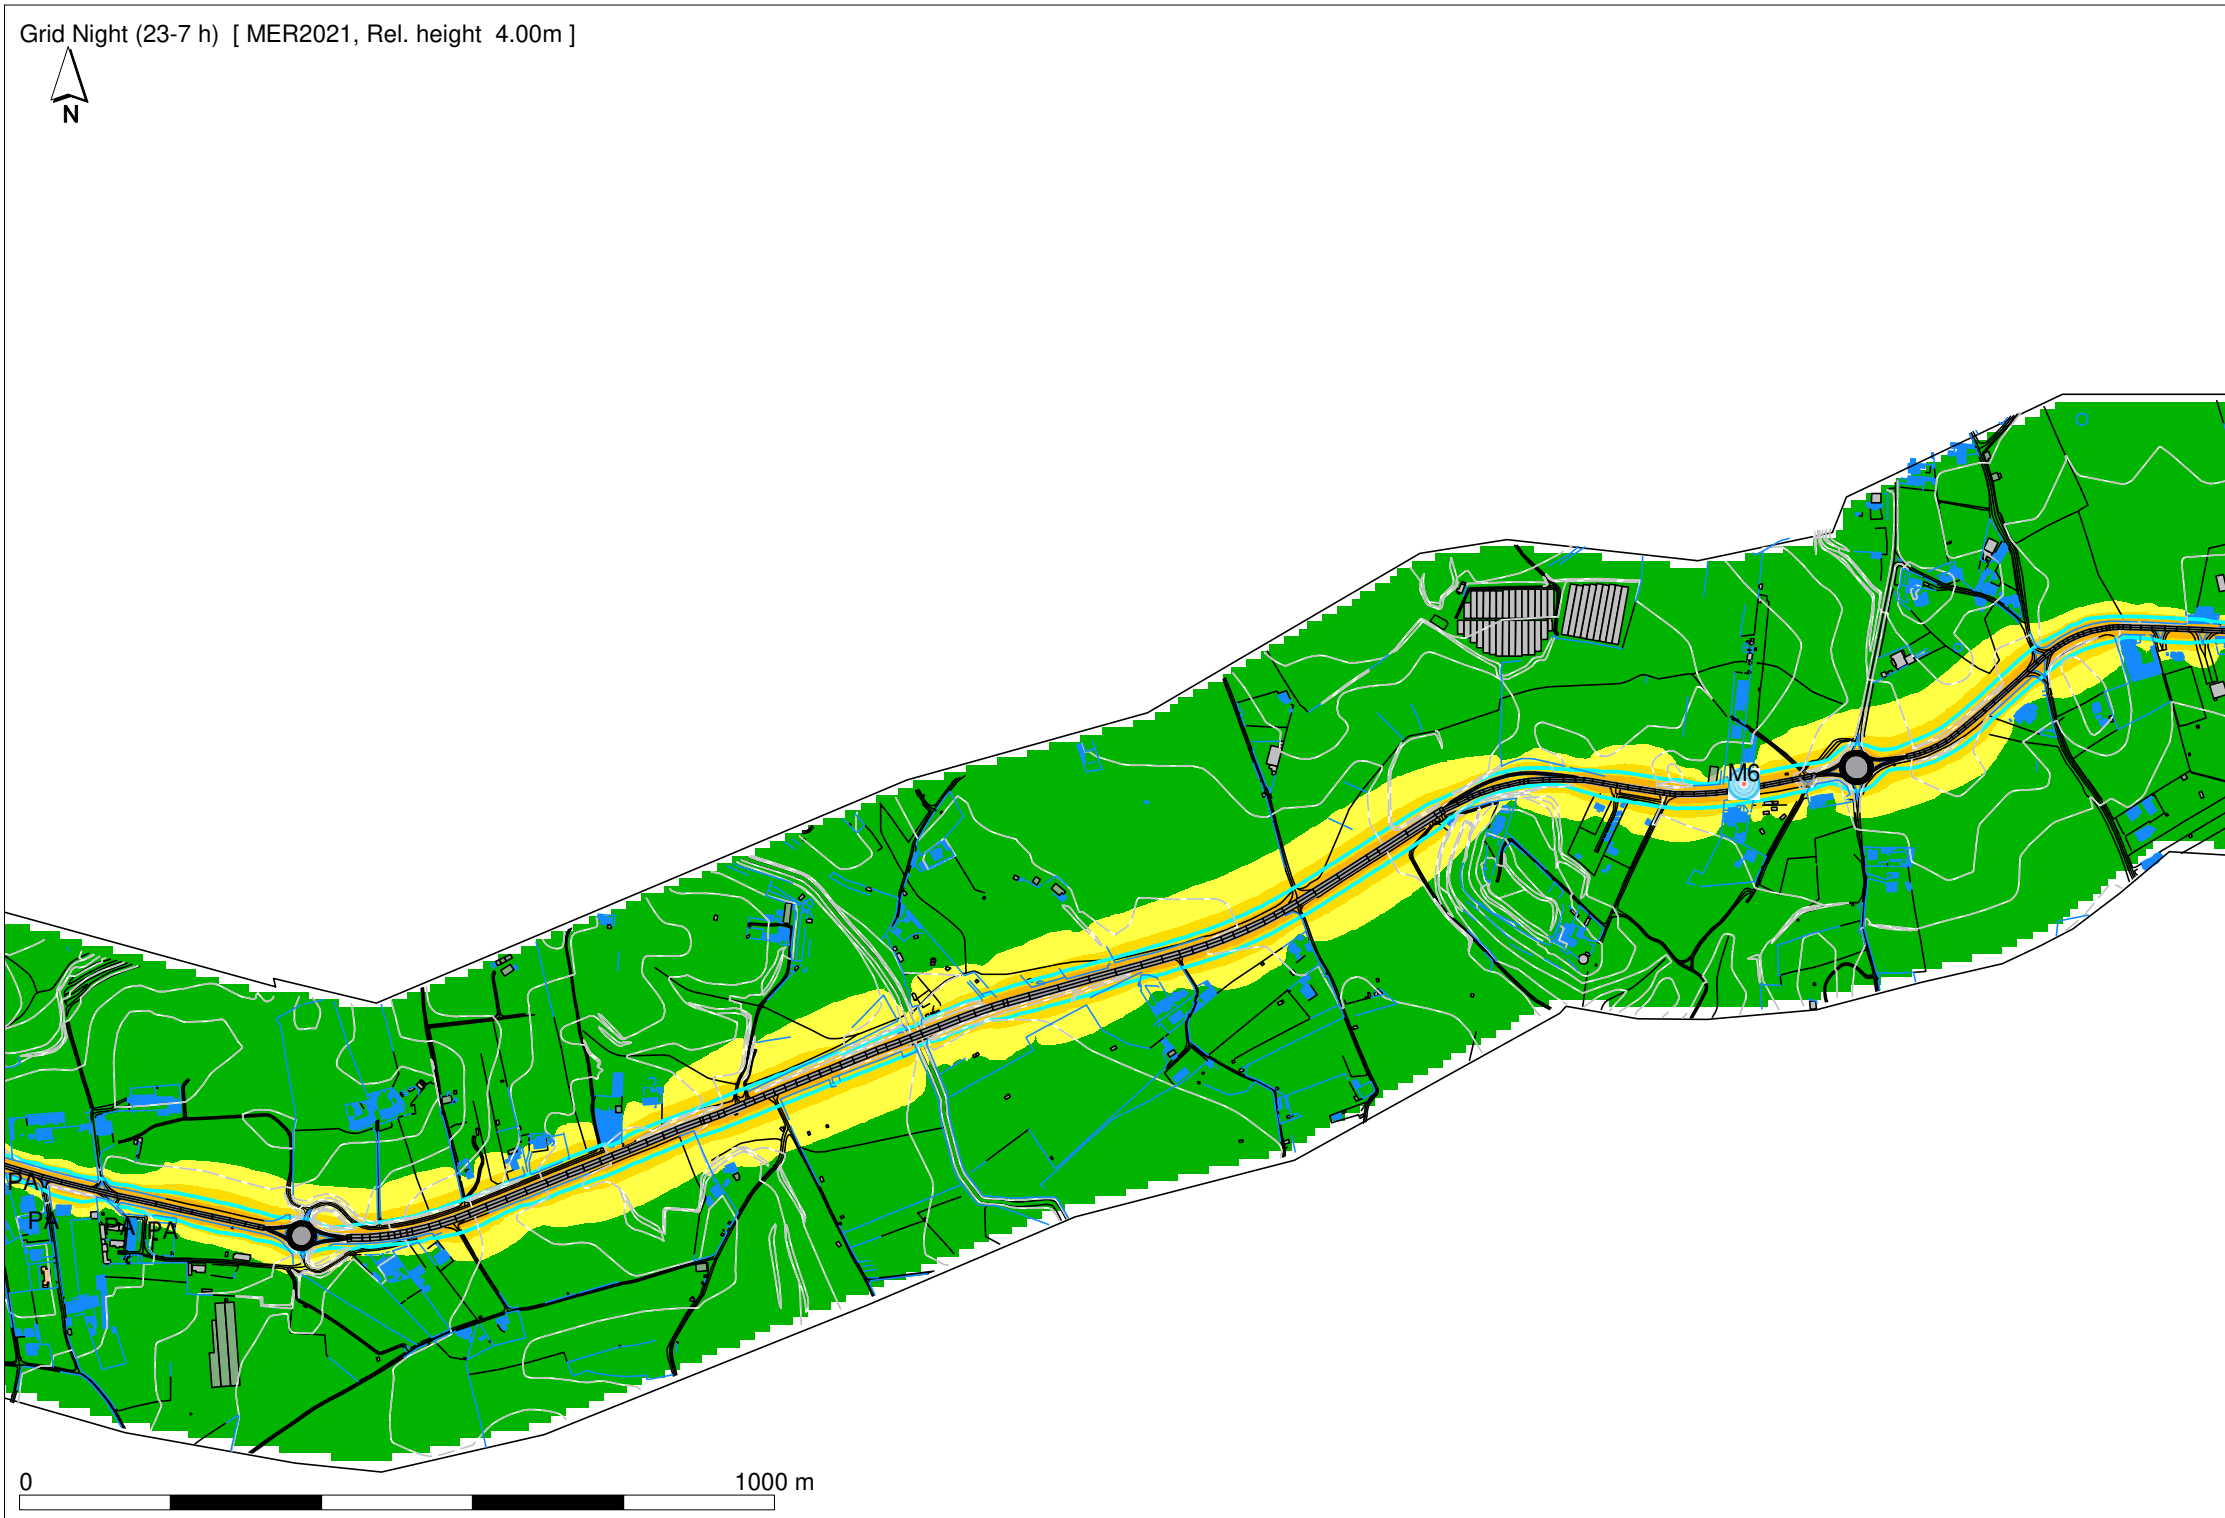 Grid Night (23-7 h) [ MER2021, Rel. height 4.00m ]
N
M6
PA
PA
PA
PA
0
1000 m